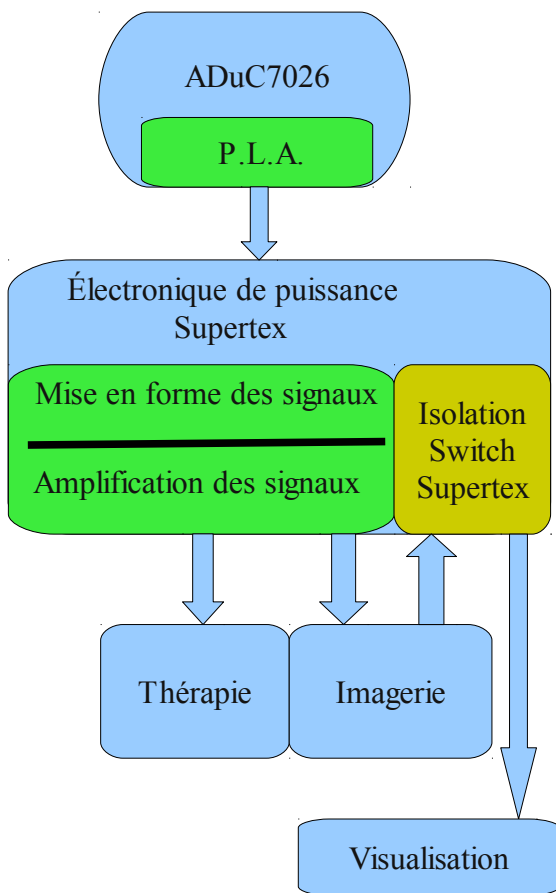 ADuC7026
P.L.A.
Électronique de puissance
Supertex
Mise en forme des signaux
Amplification des signaux
Isolation
Switch
Supertex
Thérapie
Imagerie
Visualisation